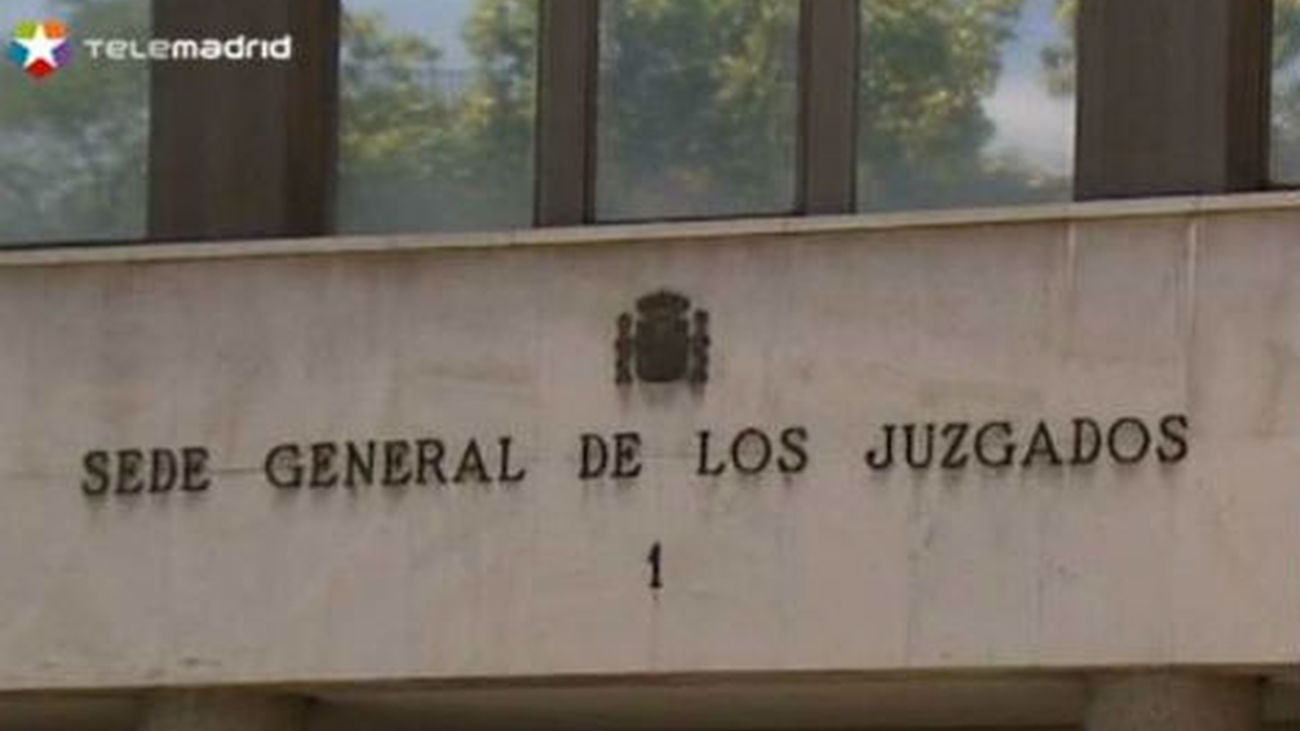 TELEMADRID
SEDE GENERAL DE LOS JUZGADOS
1